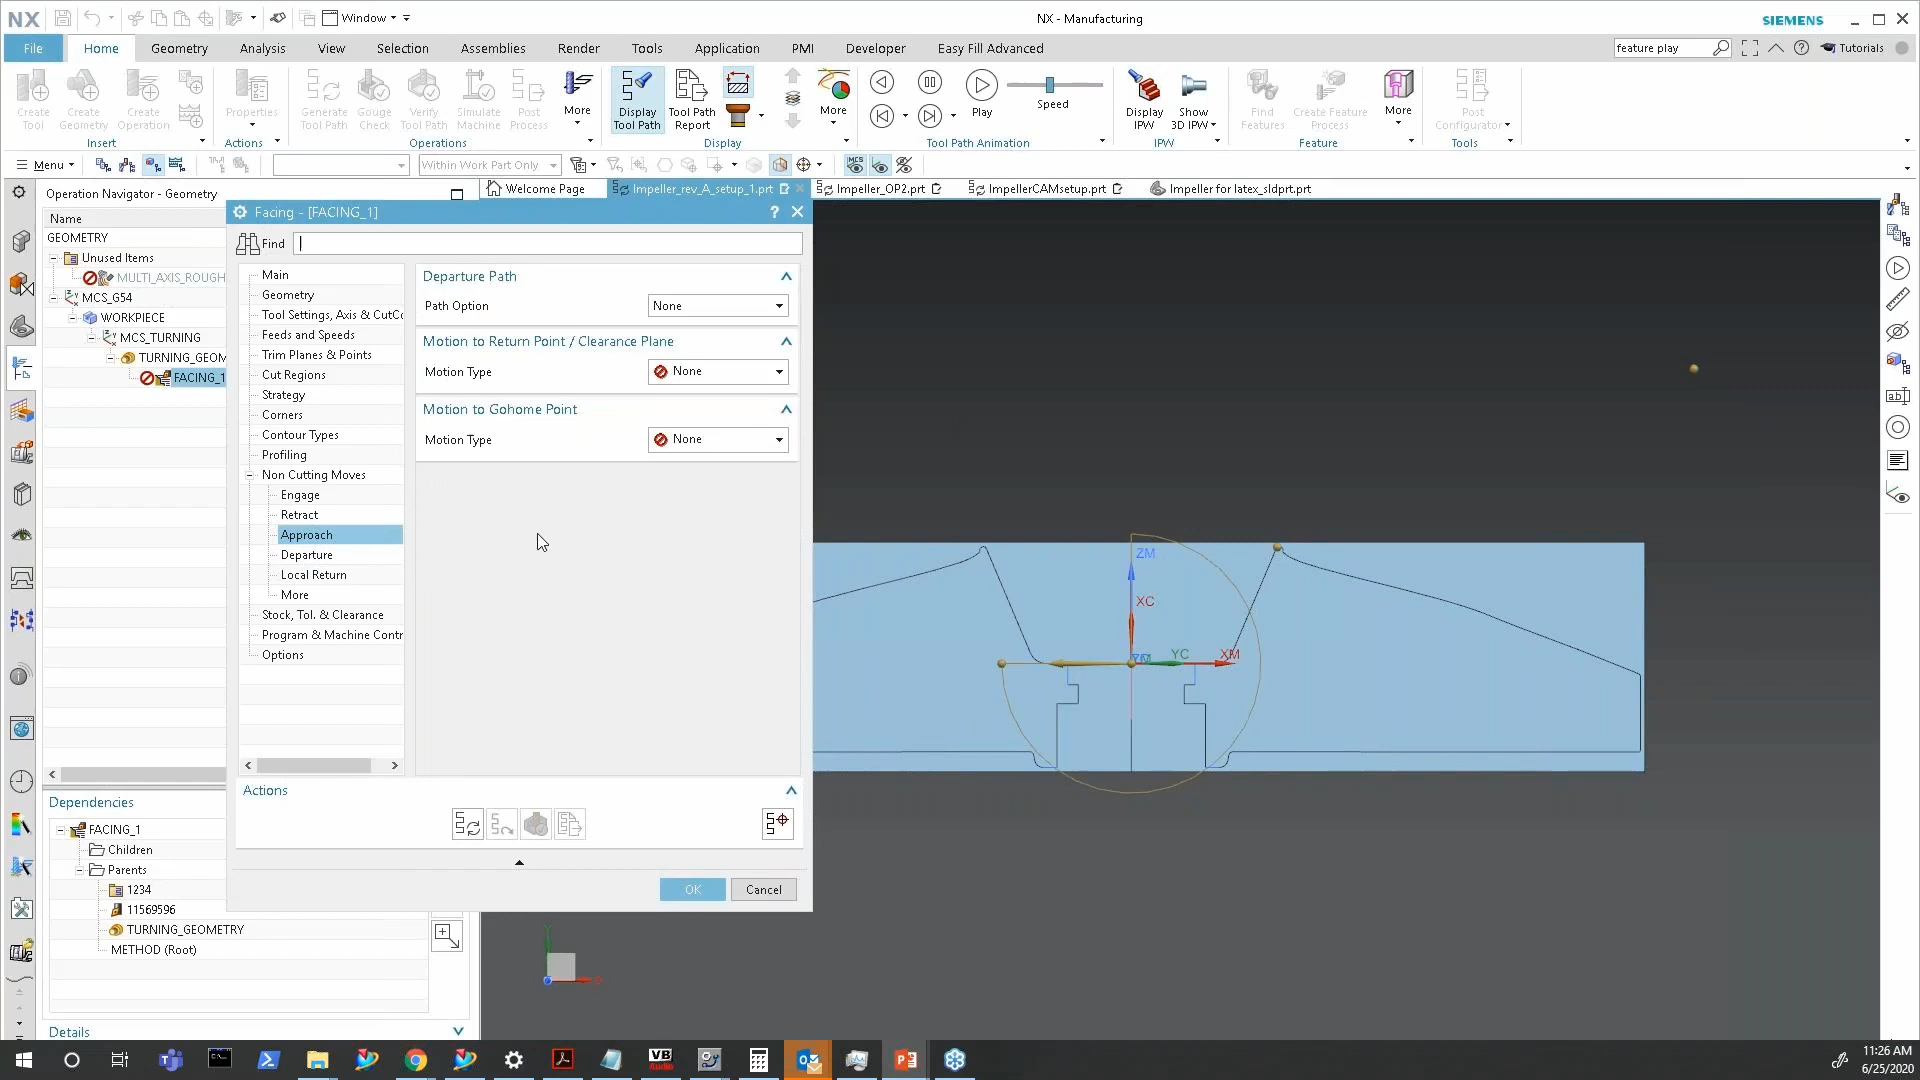 NX
Window
NX - Manufacturing
SIEMENS
File
Home
Geometry
Analysis
View
Selection
Assemblies
Render
Tools
Application
PMI
Developer
Easy Fill Advanced
feature play
Tutorials
Create Tool
Create Geometry
Create Operation
Properties
Generate Tool Path
Gouge Check
Verify Tool Path
Simulate Machine
Post Process
More
Display Tool Path
Tool Path Report
More
Play
Speed
Display IPW
Show 3D IPW
Find Features
Create Feature Process
More
Post Configurator
Insert
Actions
Operations
Display
Tool Path Animation
IPW
Feature
Tools
Menu
Within Work Part Only
MCS
Operation Navigator - Geometry
Welcome Page
Impeller_rev_A_setup_1.prt
Impeller_OP2.prt
ImpellerCAMsetup.prt
Impeller for latex_sldprt.prt
Name
GEOMETRY
Unused Items
MULTI_AXIS_ROUGH
MCS_G54
WORKPIECE
MCS_TURNING
TURNING_GEOM
FACING_1
Facing - [FACING_1]
Find
Main
Geometry
Tool Settings, Axis & CutCo
Feeds and Speeds
Trim Planes & Points
Cut Regions
Strategy
Corners
Contour Types
Profiling
Non Cutting Moves
Engage
Retract
Approach
Departure
Local Return
More
Stock, Tol. & Clearance
Program & Machine Contr
Options
Departure Path
Path Option
None
Motion to Return Point / Clearance Plane
Motion Type
None
Motion to Gohome Point
Motion Type
None
Actions
OK
Cancel
ZM
XC
YC
XM
Dependencies
FACING_1
Children
Parents
1234
11569596
TURNING_GEOMETRY
METHOD (Root)
Details
VB
Audio
11:26 AM
6/25/2020